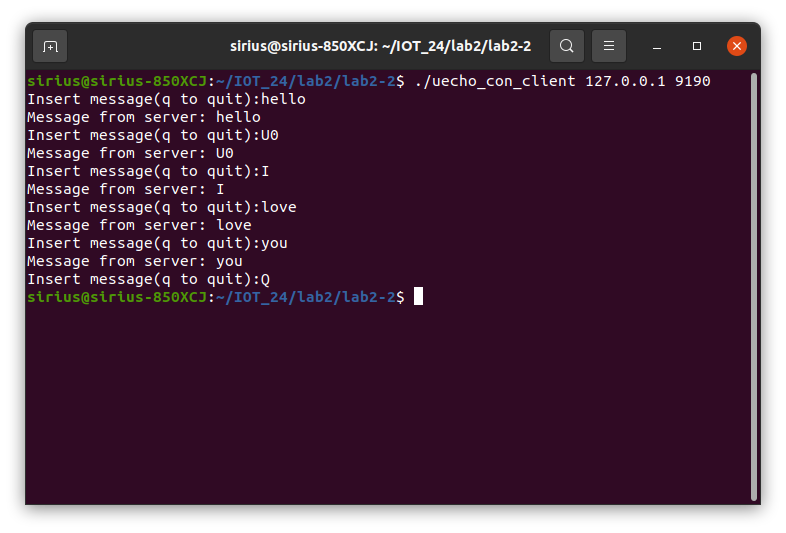 sirius@sirius-850XCJ: ~/IOT_24/lab2/lab2-2
sirius@sirius-850XCJ:~/IOT_24/lab2/lab2-2$ ./uecho_con_client 127.0.0.1 9190
Insert message(q to quit):hello
Message from server: hello
Insert message(q to quit):U0
Message from server: U0
Insert message(q to quit):I
Message from server: I
Insert message(q to quit):love
Message from server: love
Insert message(q to quit):you
Message from server: you
Insert message(q to quit):Q
sirius@sirius-850XCJ:~/IOT_24/lab2/lab2-2$